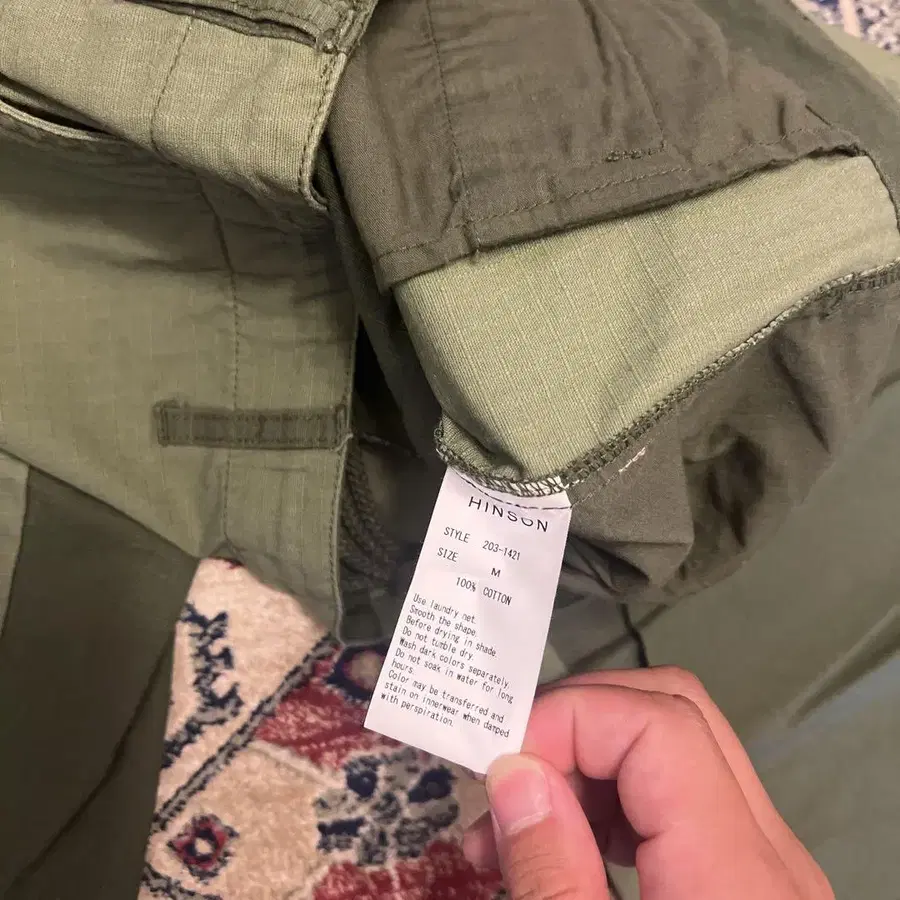 HINSON
STYLE 203-1421
SIZE M
100% COTTON
Use laundry net.
Smooth the shape.
Before drying in shade.
Do not tumble dry.
Wash dark colors separately.
Do not soak in water for long
hours.
Color may be transferred and
stain on innerwear when damped
with perspiration.